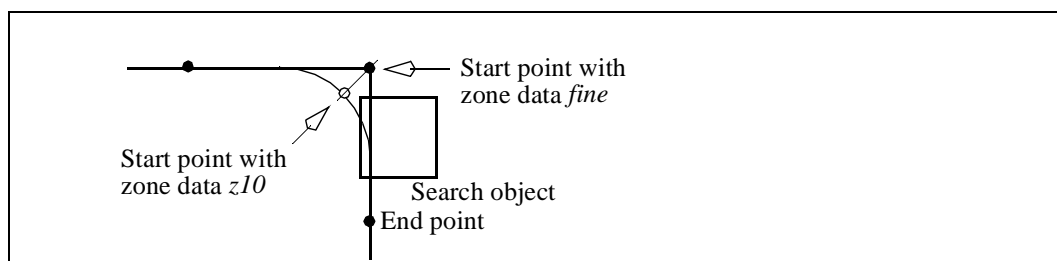 Start point with
zone data fine
Start point with
zone data z10
Search object
End point